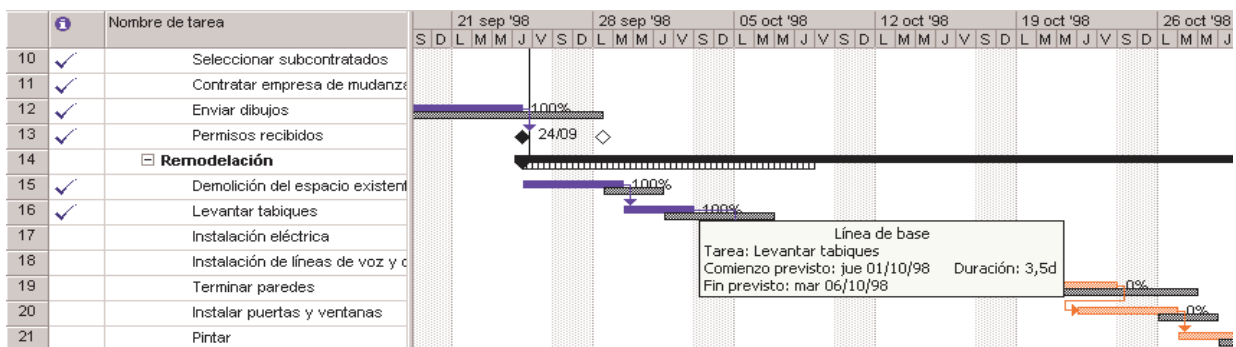 Nombre de tarea 21 sep '98 28 sep '98 05 oct '98 12 oct '98 19 oct '98 26 oct '98
S D L M M J V S D L M M J V S D L M M J V S D L M M J V S D L M M J V S D L M M J
10 Seleccionar subcontratados
11 Contratar empresa de mudanza
12 Enviar dibujos 100%
13 Permisos recibidos 24/09
14 Remodelación
15 Demolición del espacio existent 100%
16 Levantar tabiques 100%
17 Instalación eléctrica
18 Instalación de líneas de voz y
19 Terminar paredes 0%
20 Instalar puertas y ventanas 0%
21 Pintar
Línea de base
Tarea: Levantar tabiques
Comienzo previsto: jue 01/10/98 Duración: 3,5d
Fin previsto: mar 06/10/98